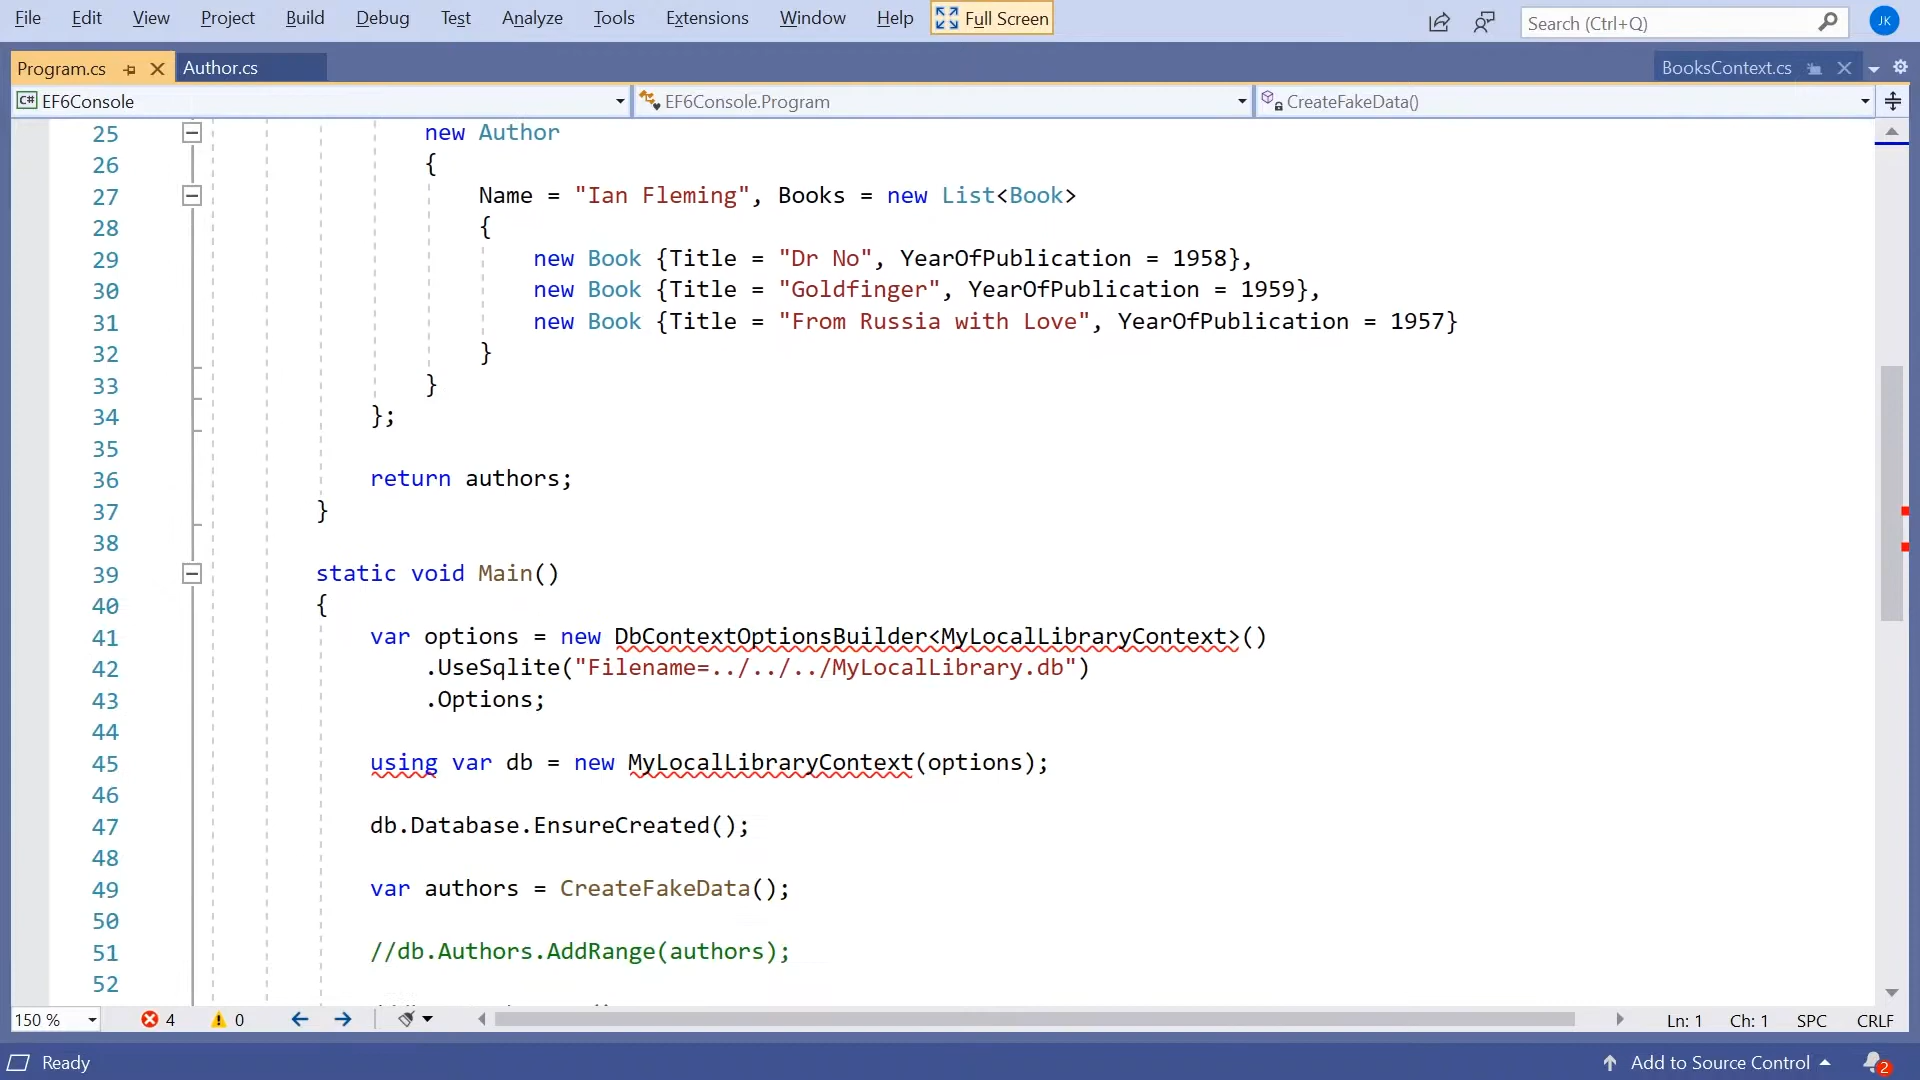 File Edit View Project Build Debug Test Analyze Tools Extensions Window Help Full Screen Search (Ctrl+Q) JK
Program.cs Author.cs BooksContext.cs
C# EF6Console EF6Console.Program CreateFakeData()
25 new Author
26 {
27 Name = "Ian Fleming", Books = new List<Book>
28 {
29 new Book {Title = "Dr No", YearOfPublication = 1958},
30 new Book {Title = "Goldfinger", YearOfPublication = 1959},
31 new Book {Title = "From Russia with Love", YearOfPublication = 1957}
32 }
33 }
34 };
35
36 return authors;
37 }
38
39 static void Main()
40 {
41 var options = new DbContextOptionsBuilder<MyLocalLibraryContext>()
42 .UseSqlite("Filename=../../../MyLocalLibrary.db")
43 .Options;
44
45 using var db = new MyLocalLibraryContext(options);
46
47 db.Database.EnsureCreated();
48
49 var authors = CreateFakeData();
50
51 //db.Authors.AddRange(authors);
52
150 % 4 0 Ln: 1 Ch: 1 SPC CRLF
Ready Add to Source Control 2